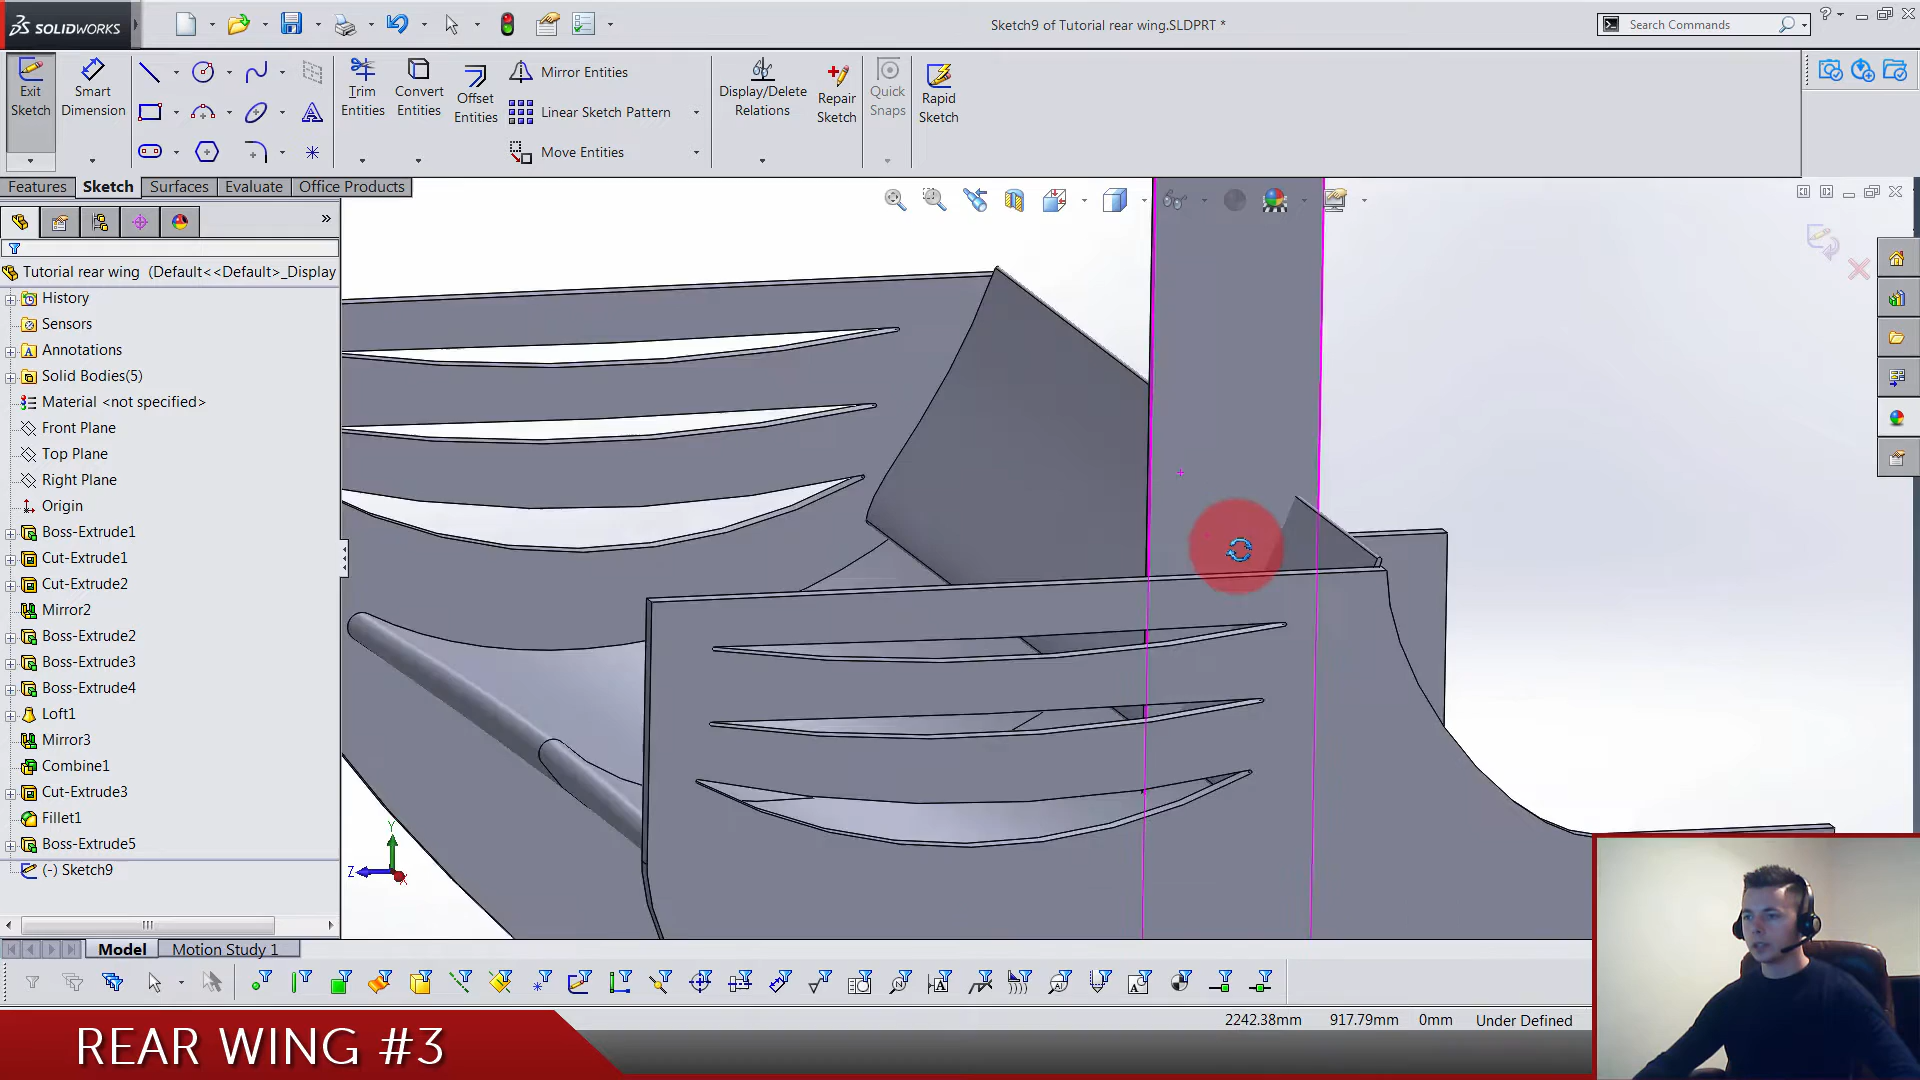 SOLIDWORKS
Sketch9 of Tutorial rear wing.SLDPRT *
Search Commands
?
Exit Sketch
Smart Dimension
Trim Entities
Convert Entities
Offset Entities
Mirror Entities
Linear Sketch Pattern
Move Entities
Display/Delete Relations
Repair Sketch
Quick Snaps
Rapid Sketch
Features
Sketch
Surfaces
Evaluate
Office Products
Tutorial rear wing (Default<<Default>_Display
History
Sensors
Annotations
Solid Bodies(5)
Material <not specified>
Front Plane
Top Plane
Right Plane
Origin
Boss-Extrude1
Cut-Extrude1
Cut-Extrude2
Mirror2
Boss-Extrude2
Boss-Extrude3
Boss-Extrude4
Loft1
Mirror3
Combine1
Cut-Extrude3
Fillet1
Boss-Extrude5
(-) Sketch9
Y
Z
X
Model
Motion Study 1
2242.38mm
917.79mm
0mm
Under Defined
REAR WING #3